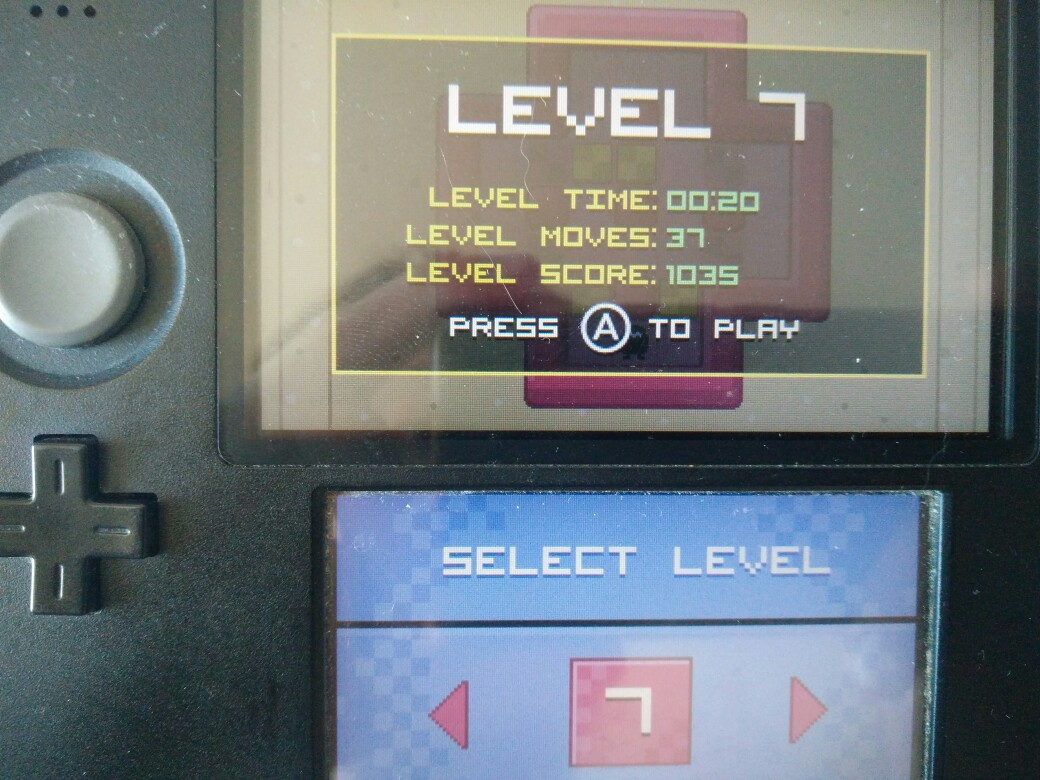 LEVEL 7
LEVEL TIME: 00:20
LEVEL MOVES: 37
LEVEL SCORE: 1035
PRESS A TO PLAY
SELECT LEVEL
7